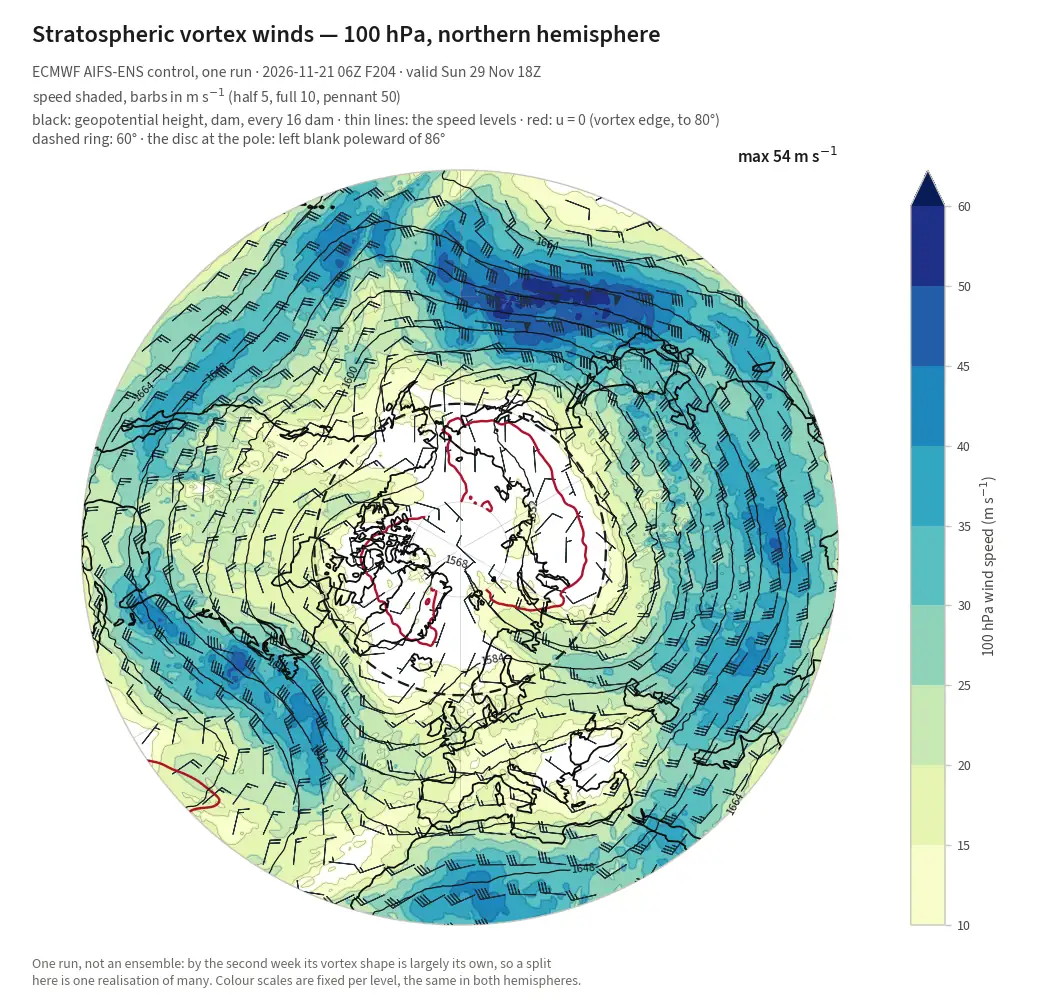 Stratospheric vortex winds — 100 hPa, northern hemisphere
ECMWF AIFS-ENS control, one run · 2026-11-21 06Z F204 · valid Sun 29 Nov 18Z
speed shaded, barbs in m s⁻¹ (half 5, full 10, pennant 50)
black: geopotential height, dam, every 16 dam · thin lines: the speed levels · red: u = 0 (vortex edge, to 80°)
dashed ring: 60° · the disc at the pole: left blank poleward of 86°
max 54 m s⁻¹
60
50
45
40
35
30
25
20
15
10
100 hPa wind speed (m s⁻¹)
1664
1600
1664
1568
1584
1664
1648
One run, not an ensemble: by the second week its vortex shape is largely its own, so a split
here is one realisation of many. Colour scales are fixed per level, the same in both hemispheres.